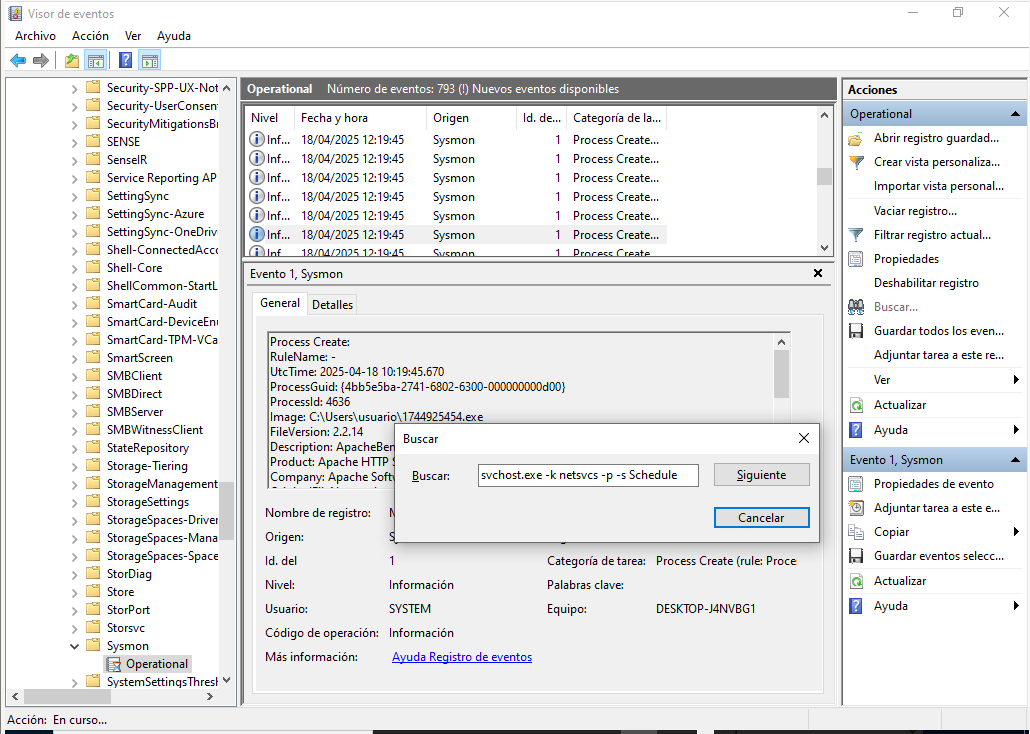 Visor de eventos
Archivo Acción Ver Ayuda
Security-SPP-UX-Not
Security-UserConsen
SecurityMitigationsBr
SENSE
SenseIR
Service Reporting AP
SettingSync
SettingSync-Azure
SettingSync-OneDriv
Shell-ConnectedAcco
Shell-Core
ShellCommon-StartL
SmartCard-Audit
SmartCard-DeviceEnu
SmartCard-TPM-VCa
SmartScreen
SMBClient
SMBDirect
SMBServer
SMBWitnessClient
StateRepository
Storage-Tiering
StorageManagement
StorageSettings
StorageSpaces-Driver
StorageSpaces-Mana
StorageSpaces-Space
StorDiag
Store
StorPort
Storsvc
Sysmon
Operational
SystemSettingsThresh
Operational Número de eventos: 793 (!) Nuevos eventos disponibles
Nivel Fecha y hora Origen Id. de... Categoría de la...
Inf... 18/04/2025 12:19:45 Sysmon 1 Process Create...
Inf... 18/04/2025 12:19:45 Sysmon 1 Process Create...
Inf... 18/04/2025 12:19:45 Sysmon 1 Process Create...
Inf... 18/04/2025 12:19:45 Sysmon 1 Process Create...
Inf... 18/04/2025 12:19:45 Sysmon 1 Process Create...
Inf... 18/04/2025 12:19:45 Sysmon 1 Process Create...
Inf... 18/04/2025 12:19:45 Sysmon 1 Process Create...
Evento 1, Sysmon
General Detalles
Process Create:
RuleName: -
UtcTime: 2025-04-18 10:19:45.670
ProcessGuid: {4bb5e5ba-2741-6802-6300-000000000d00}
ProcessId: 4636
Image: C:\Users\usuario\1744925454.exe
FileVersion: 2.2.14
Description: ApacheBen
Product: Apache HTTP S
Company: Apache Softw
Buscar
Buscar: svchost.exe -k netsvcs -p -s Schedule Siguiente
Cancelar
Nombre de registro: M
Origen: S
Id. del 1 Categoría de tarea: Process Create (rule: Proce
Nivel: Información Palabras clave:
Usuario: SYSTEM Equipo: DESKTOP-J4NVBG1
Código de operación: Información
Más información: Ayuda Registro de eventos
Acciones
Operational
Abrir registro guardad...
Crear vista personaliza...
Importar vista personal...
Vaciar registro...
Filtrar registro actual...
Propiedades
Deshabilitar registro
Buscar...
Guardar todos los even...
Adjuntar tarea a este re...
Ver
Actualizar
Ayuda
Evento 1, Sysmon
Propiedades de evento
Adjuntar tarea a este e...
Copiar
Guardar eventos selecc...
Actualizar
Ayuda
Acción: En curso...